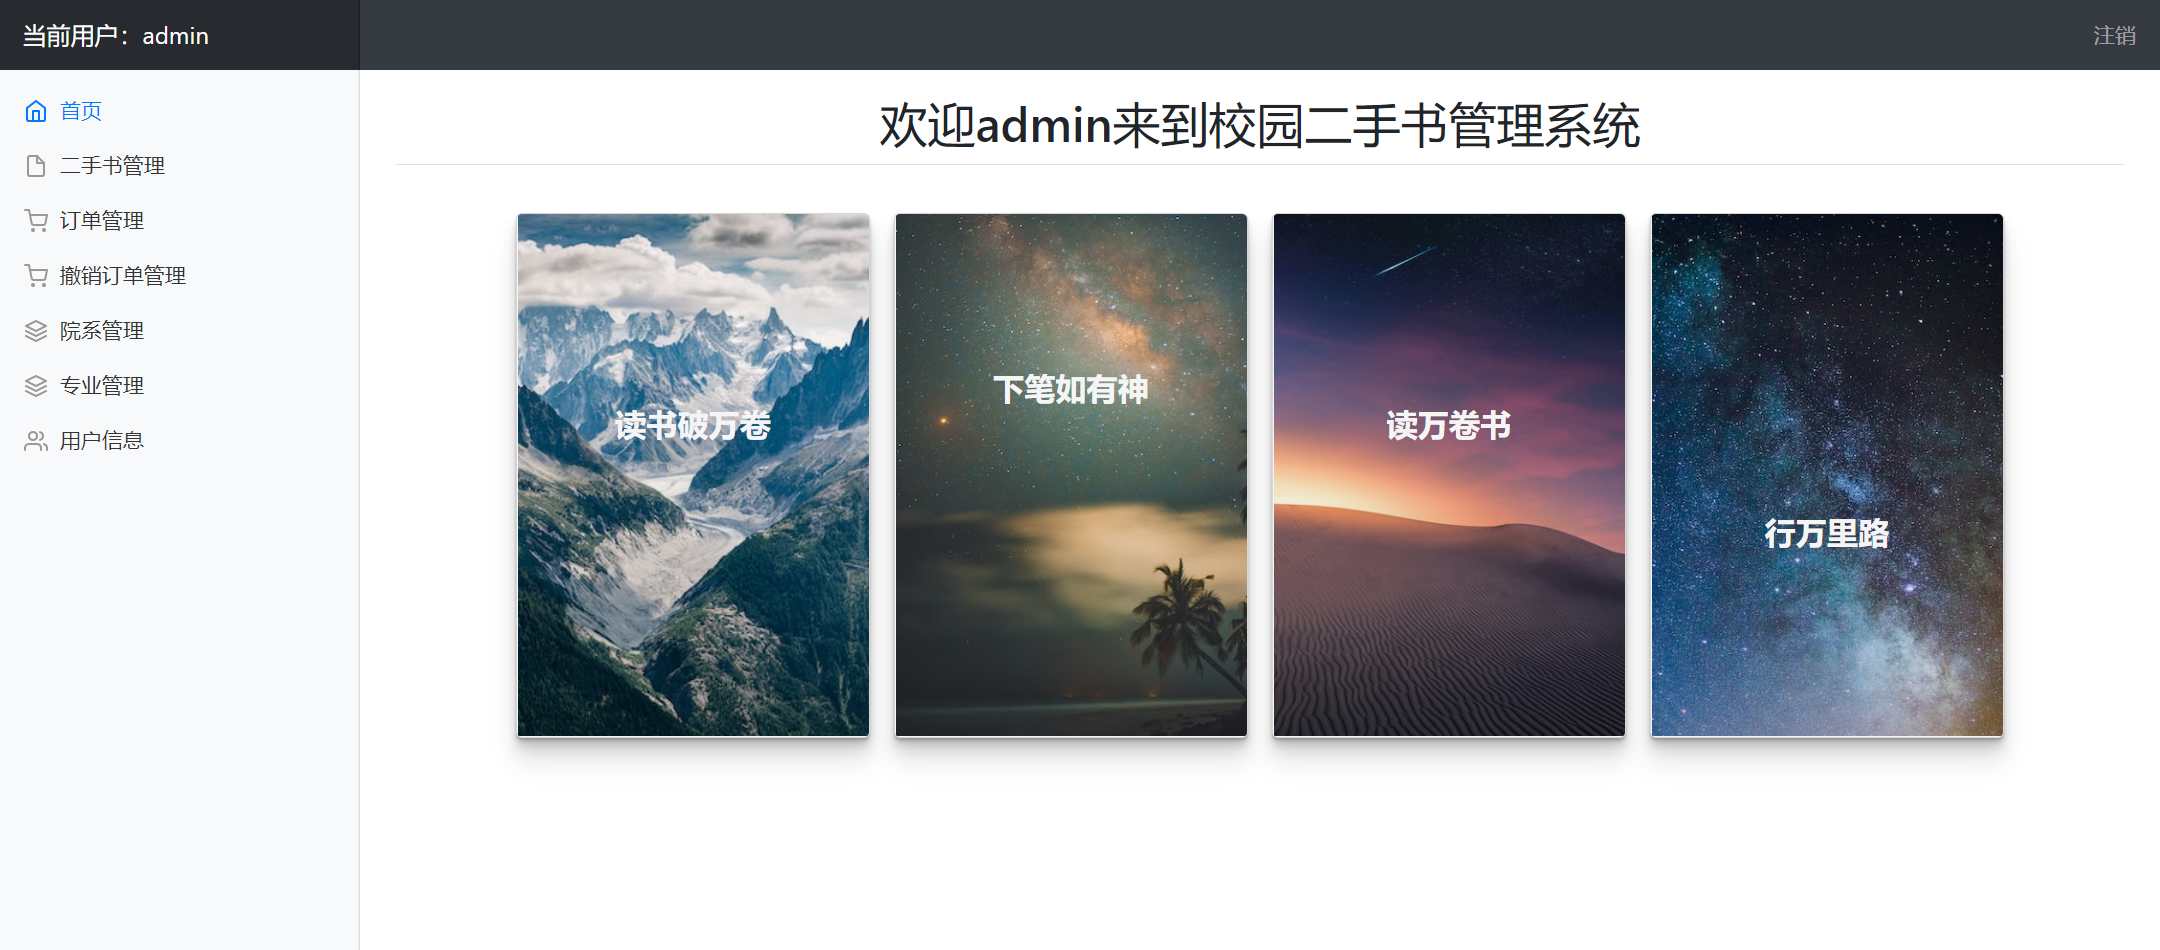 当前用户：admin
注销
首页
二手书管理
订单管理
撤销订单管理
院系管理
专业管理
用户信息
欢迎admin来到校园二手书管理系统
读书破万卷
下笔如有神
读万卷书
行万里路